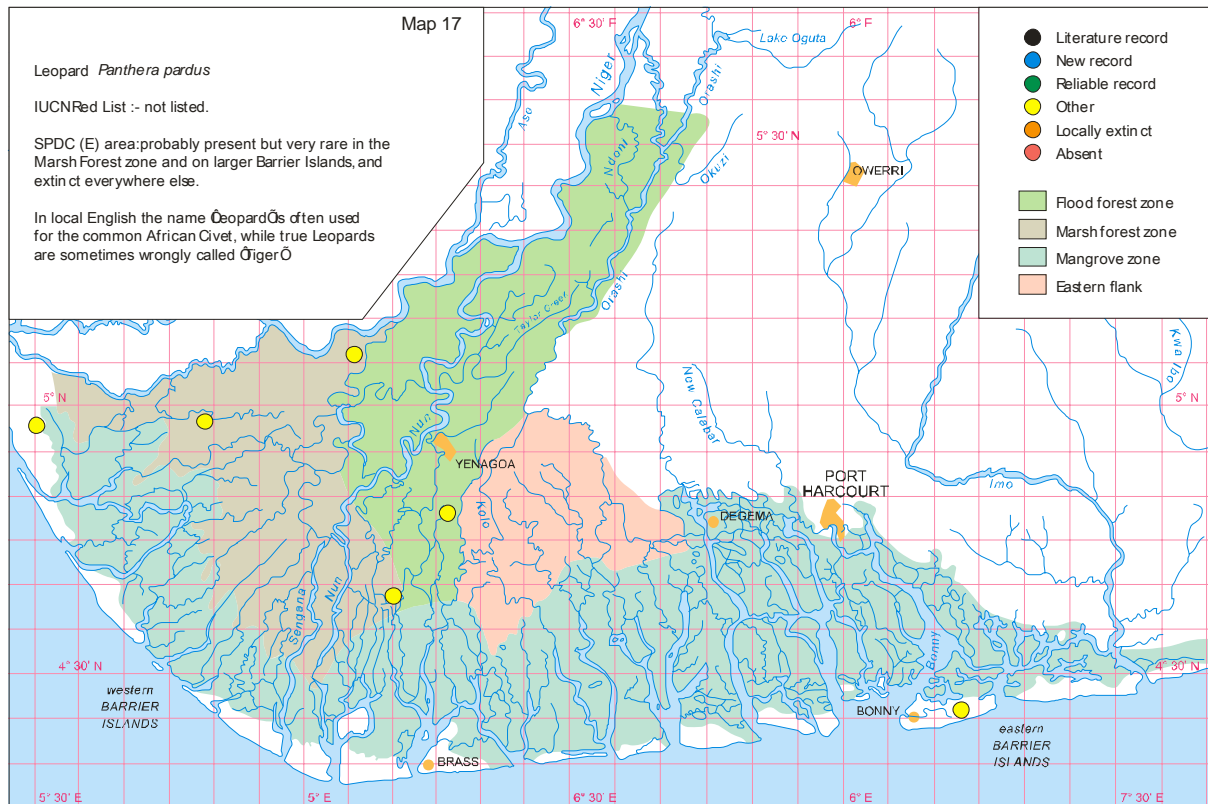 Map 17
Leopard Panthera pardus
IUCNRed List :- not listed.
SPDC (E) area:probably present but very rare in the
Marsh Forest zone and on larger Barrier Islands, and
extinct everywhere else.
In local English the name ÔLeopardÕis often used
for the common African Civet, while true Leopards
are sometimes wrongly called ÔTigerÕ
Literature record
New record
Reliable record
Other
Locally extinct
Absent
Flood forest zone
Marsh forest zone
Mangrove zone
Eastern flank
6° 30' F
6° F
Lake Oguta
Niger
Ase
Orashi
Ndoni
5° 30' N
Okuzi
OWERRI
Orashi
Taylor Creek
Kwa Ibo
New Calabar
5° N
5° N
Nun
YENAGOA
Imo
PORT
HARCOURT
Kolo
DEGEMA
Nun
Sengana
Bonny
4° 30' N
4° 30' N
western
BARRIER
ISLANDS
BONNY
eastern
BARRIER
ISLANDS
BRASS
5° 30' E
5° E
6° 30' E
6° E
7° 30' E